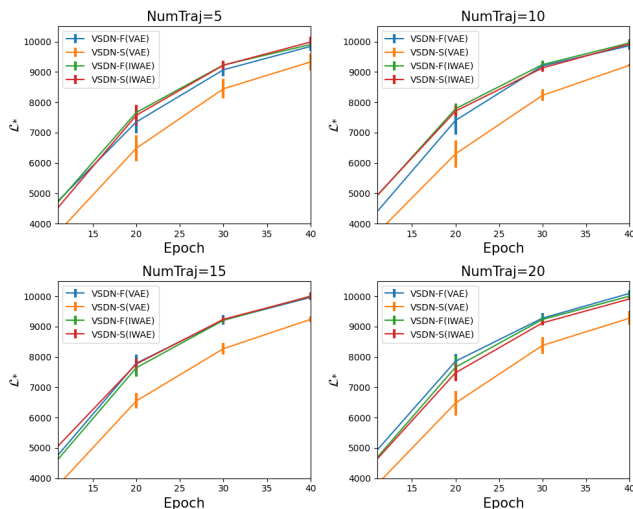 NumTraj=5
10000
9000
8000
7000
6000
5000
4000
ℒ*
VSDN-F(VAE)
VSDN-S(VAE)
VSDN-F(IWAE)
VSDN-S(IWAE)
15 20 25 30 35 40
Epoch
NumTraj=10
10000
9000
8000
7000
6000
5000
4000
ℒ*
VSDN-F(VAE)
VSDN-S(VAE)
VSDN-F(IWAE)
VSDN-S(IWAE)
15 20 25 30 35 40
Epoch
NumTraj=15
10000
9000
8000
7000
6000
5000
4000
ℒ*
VSDN-F(VAE)
VSDN-S(VAE)
VSDN-F(IWAE)
VSDN-S(IWAE)
15 20 25 30 35 40
Epoch
NumTraj=20
10000
9000
8000
7000
6000
5000
4000
ℒ*
VSDN-F(VAE)
VSDN-S(VAE)
VSDN-F(IWAE)
VSDN-S(IWAE)
15 20 25 30 35 40
Epoch